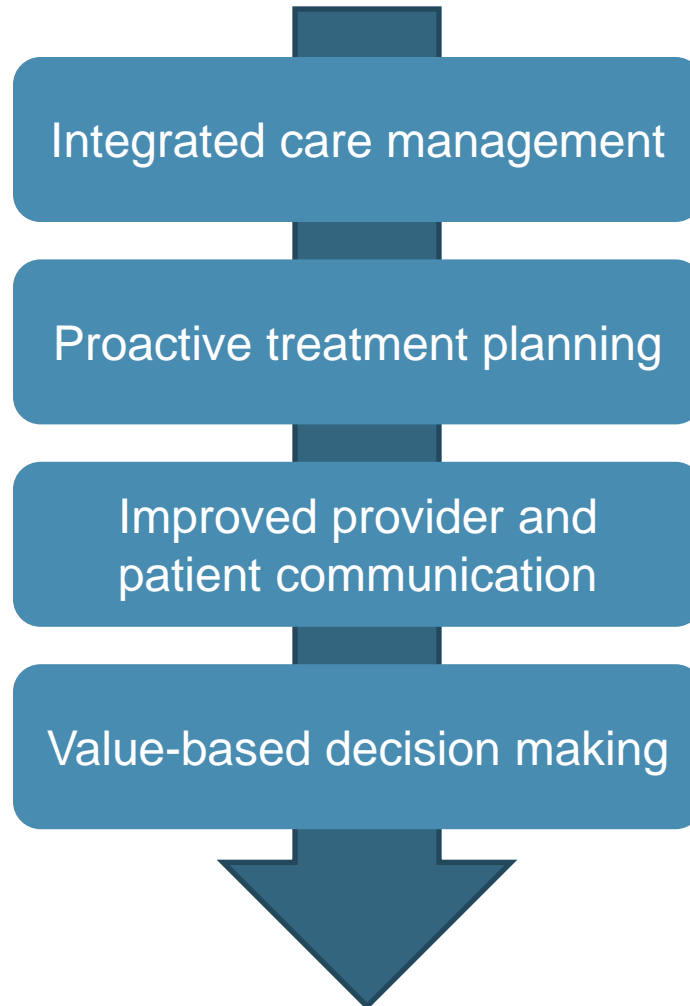 Integrated care management
Proactive treatment planning
Improved provider and
patient communication
Value-based decision making